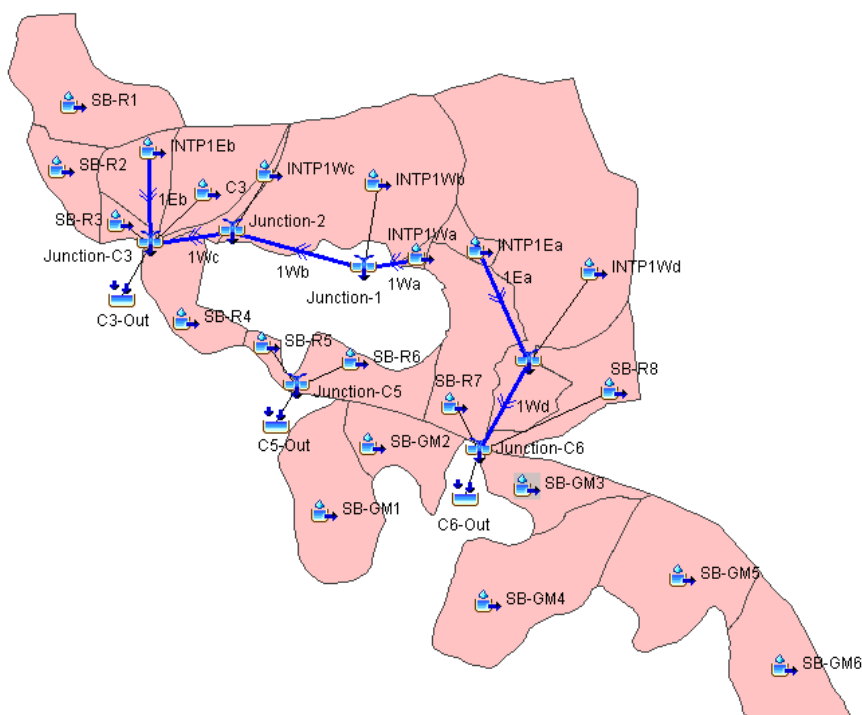 SB-R1
INTP1Eb
SB-R2
INTP1Wc
C3
INTP1Wb
1Eb
SB-R3
Junction-2
INTP1Wa
INTP1Ea
Junction-C3
1Wc
1Wb
1Wa
1Ea
INTP1Wd
Junction-1
C3-Out
SB-R4
SB-R5
SB-R6
SB-R7
SB-R8
Junction-C5
1Wd
C5-Out
SB-GM2
Junction-C6
SB-GM3
SB-GM1
C6-Out
SB-GM5
SB-GM4
SB-GM6